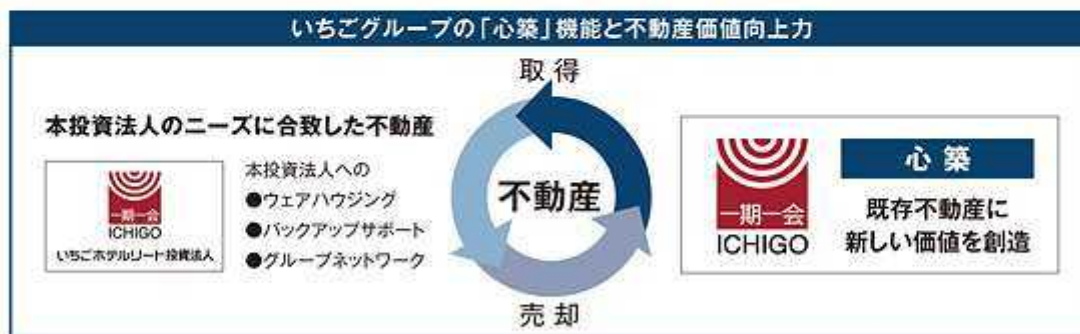 いちごグループの「心築」機能と不動産価値向上力
取得
本投資法人のニーズに合致した不動産
一期一会
ICHIGO
いちごホテルリート投資法人
本投資法人への
●ウェアハウジング
●バックアップサポート
●グループネットワーク
不動産
売却
一期一会
ICHIGO
心築
既存不動産に
新しい価値を創造